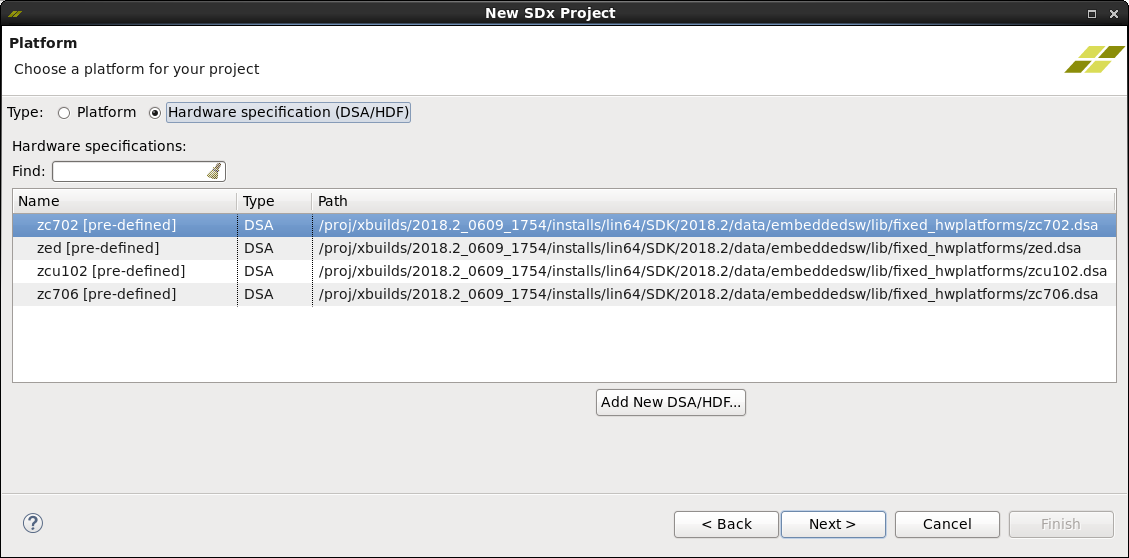 New SDx Project
Platform
Choose a platform for your project
Type: Platform Hardware specification (DSA/HDF)
Hardware specifications:
Find:
Name Type Path
zc702 [pre-defined] DSA /proj/xbuilds/2018.2_0609_1754/installs/lin64/SDK/2018.2/data/embeddedsw/lib/fixed_hwplatforms/zc702.dsa
zed [pre-defined] DSA /proj/xbuilds/2018.2_0609_1754/installs/lin64/SDK/2018.2/data/embeddedsw/lib/fixed_hwplatforms/zed.dsa
zcu102 [pre-defined] DSA /proj/xbuilds/2018.2_0609_1754/installs/lin64/SDK/2018.2/data/embeddedsw/lib/fixed_hwplatforms/zcu102.dsa
zc706 [pre-defined] DSA /proj/xbuilds/2018.2_0609_1754/installs/lin64/SDK/2018.2/data/embeddedsw/lib/fixed_hwplatforms/zc706.dsa
Add New DSA/HDF...
? < Back Next > Cancel Finish